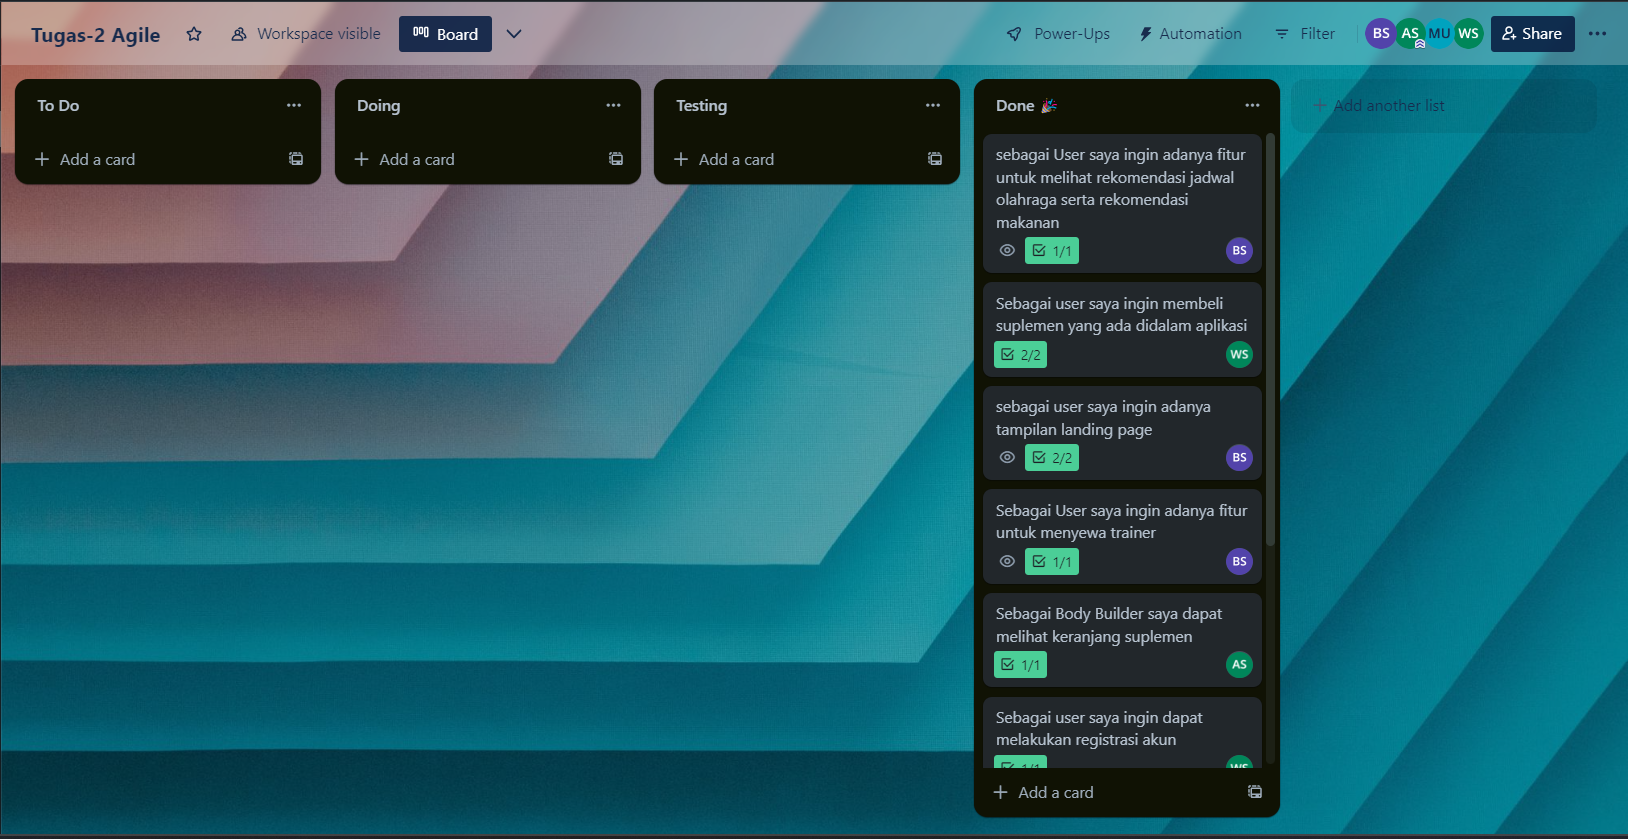 Tugas-2 Agile
Workspace visible
Board
Power-Ups
Automation
Filter
BS
AS
MU
WS
Share
To Do
Add a card
Doing
Add a card
Testing
Add a card
Done
sebagai User saya ingin adanya fitur
untuk melihat rekomendasi jadwal
olahraga serta rekomendasi
makanan
1/1
BS
Sebagai user saya ingin membeli
suplemen yang ada didalam aplikasi
2/2
WS
sebagai user saya ingin adanya
tampilan landing page
2/2
BS
Sebagai User saya ingin adanya fitur
untuk menyewa trainer
1/1
BS
Sebagai Body Builder saya dapat
melihat keranjang suplemen
1/1
AS
Sebagai user saya ingin dapat
melakukan registrasi akun
1/1
WS
Add a card
Add another list